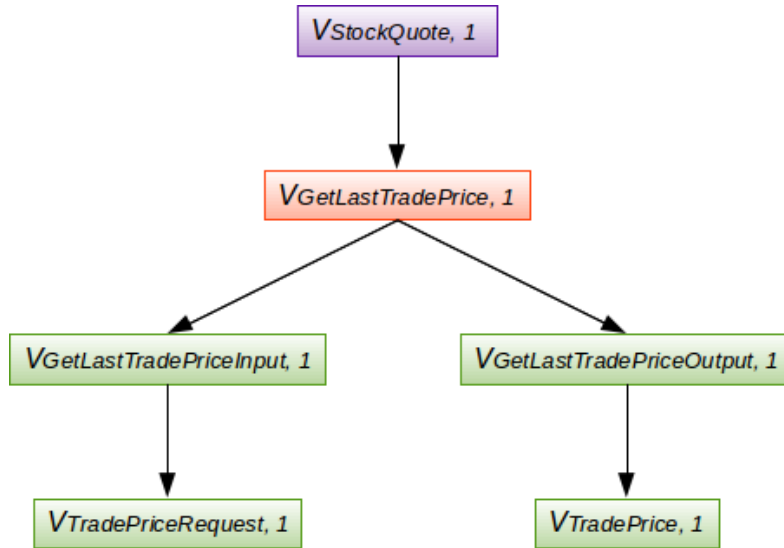 VStockQuote, 1
VGetLastTradePrice, 1
VGetLastTradePriceInput, 1
VGetLastTradePriceOutput, 1
VTradePriceRequest, 1
VTradePrice, 1